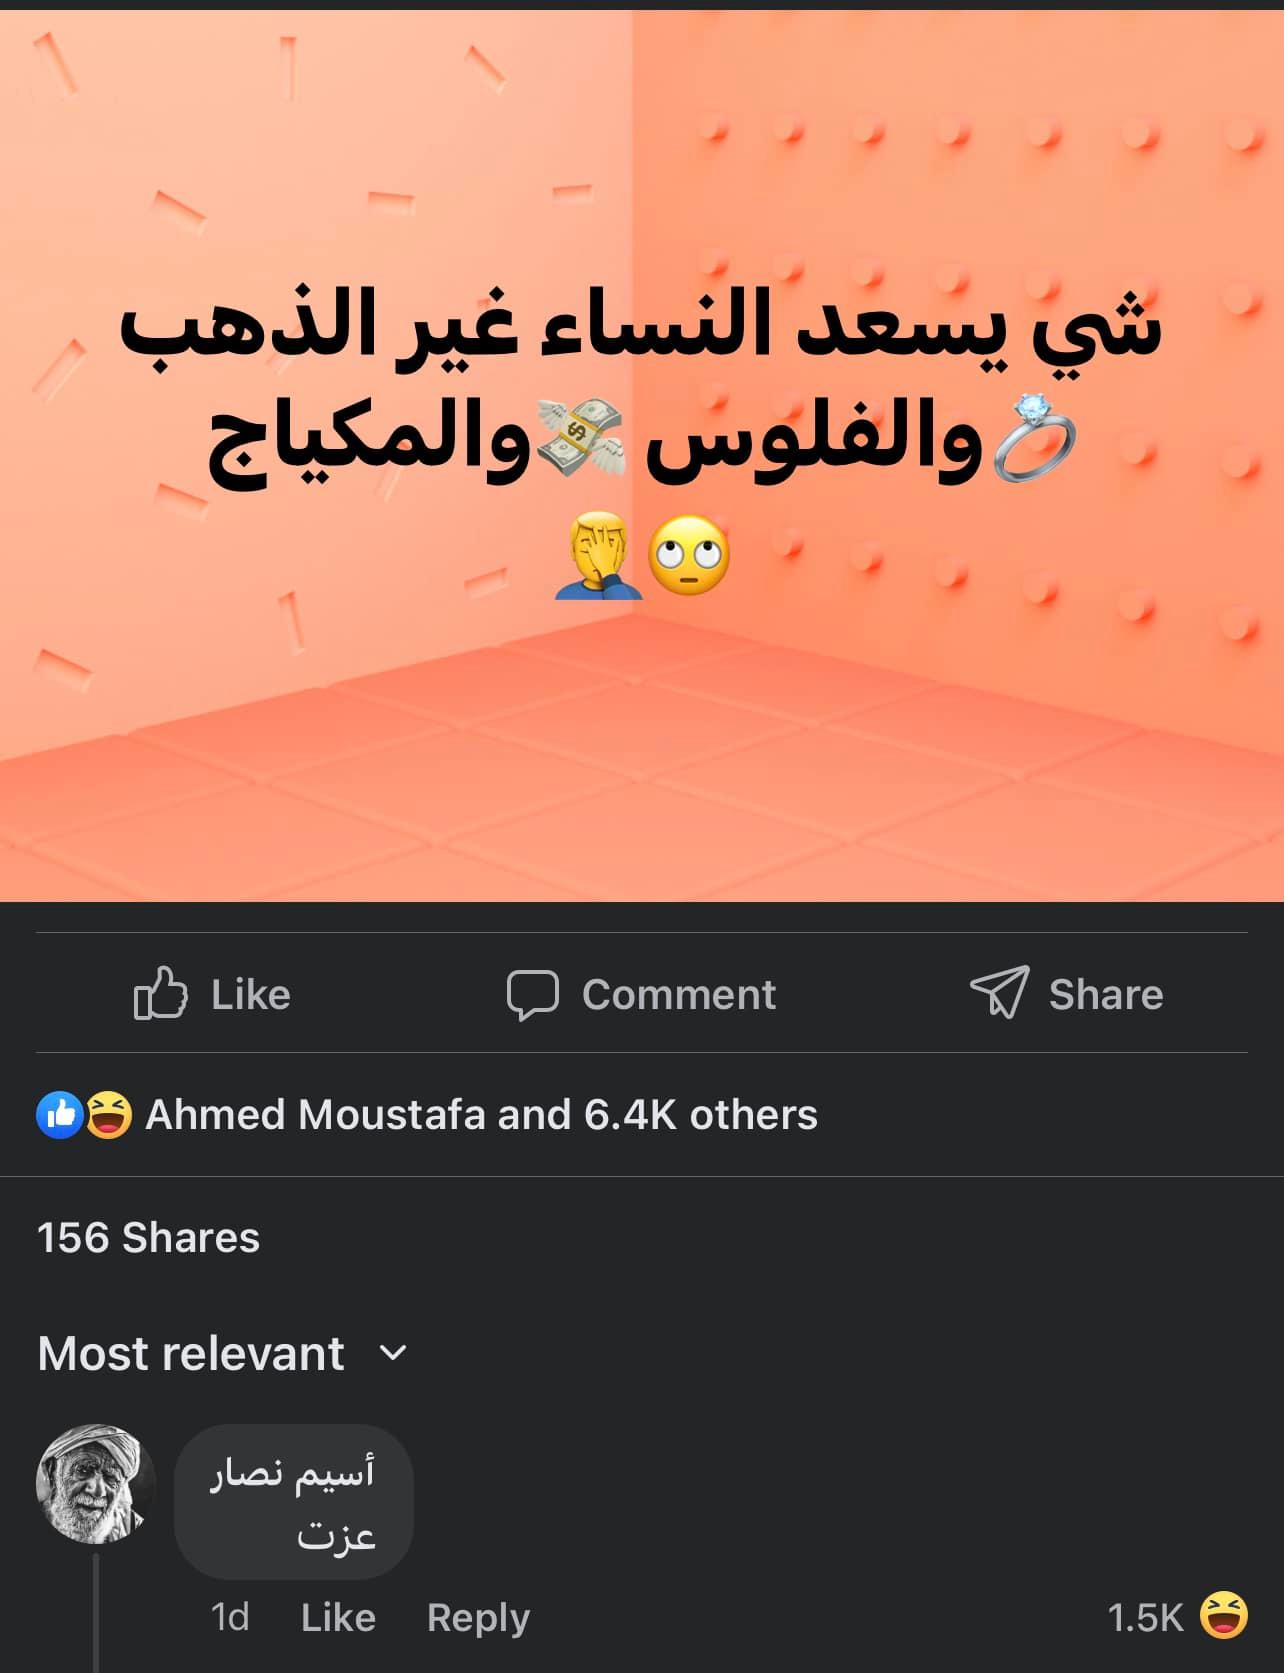 شي يسعد النساء غير الذهب
💍والفلوس 💸والمكياج
🙄🤦‍♂️
Like Comment Share
Ahmed Moustafa and 6.4K others
156 Shares
Most relevant
أسيم نصار
عزت
1d Like Reply 1.5K 😆